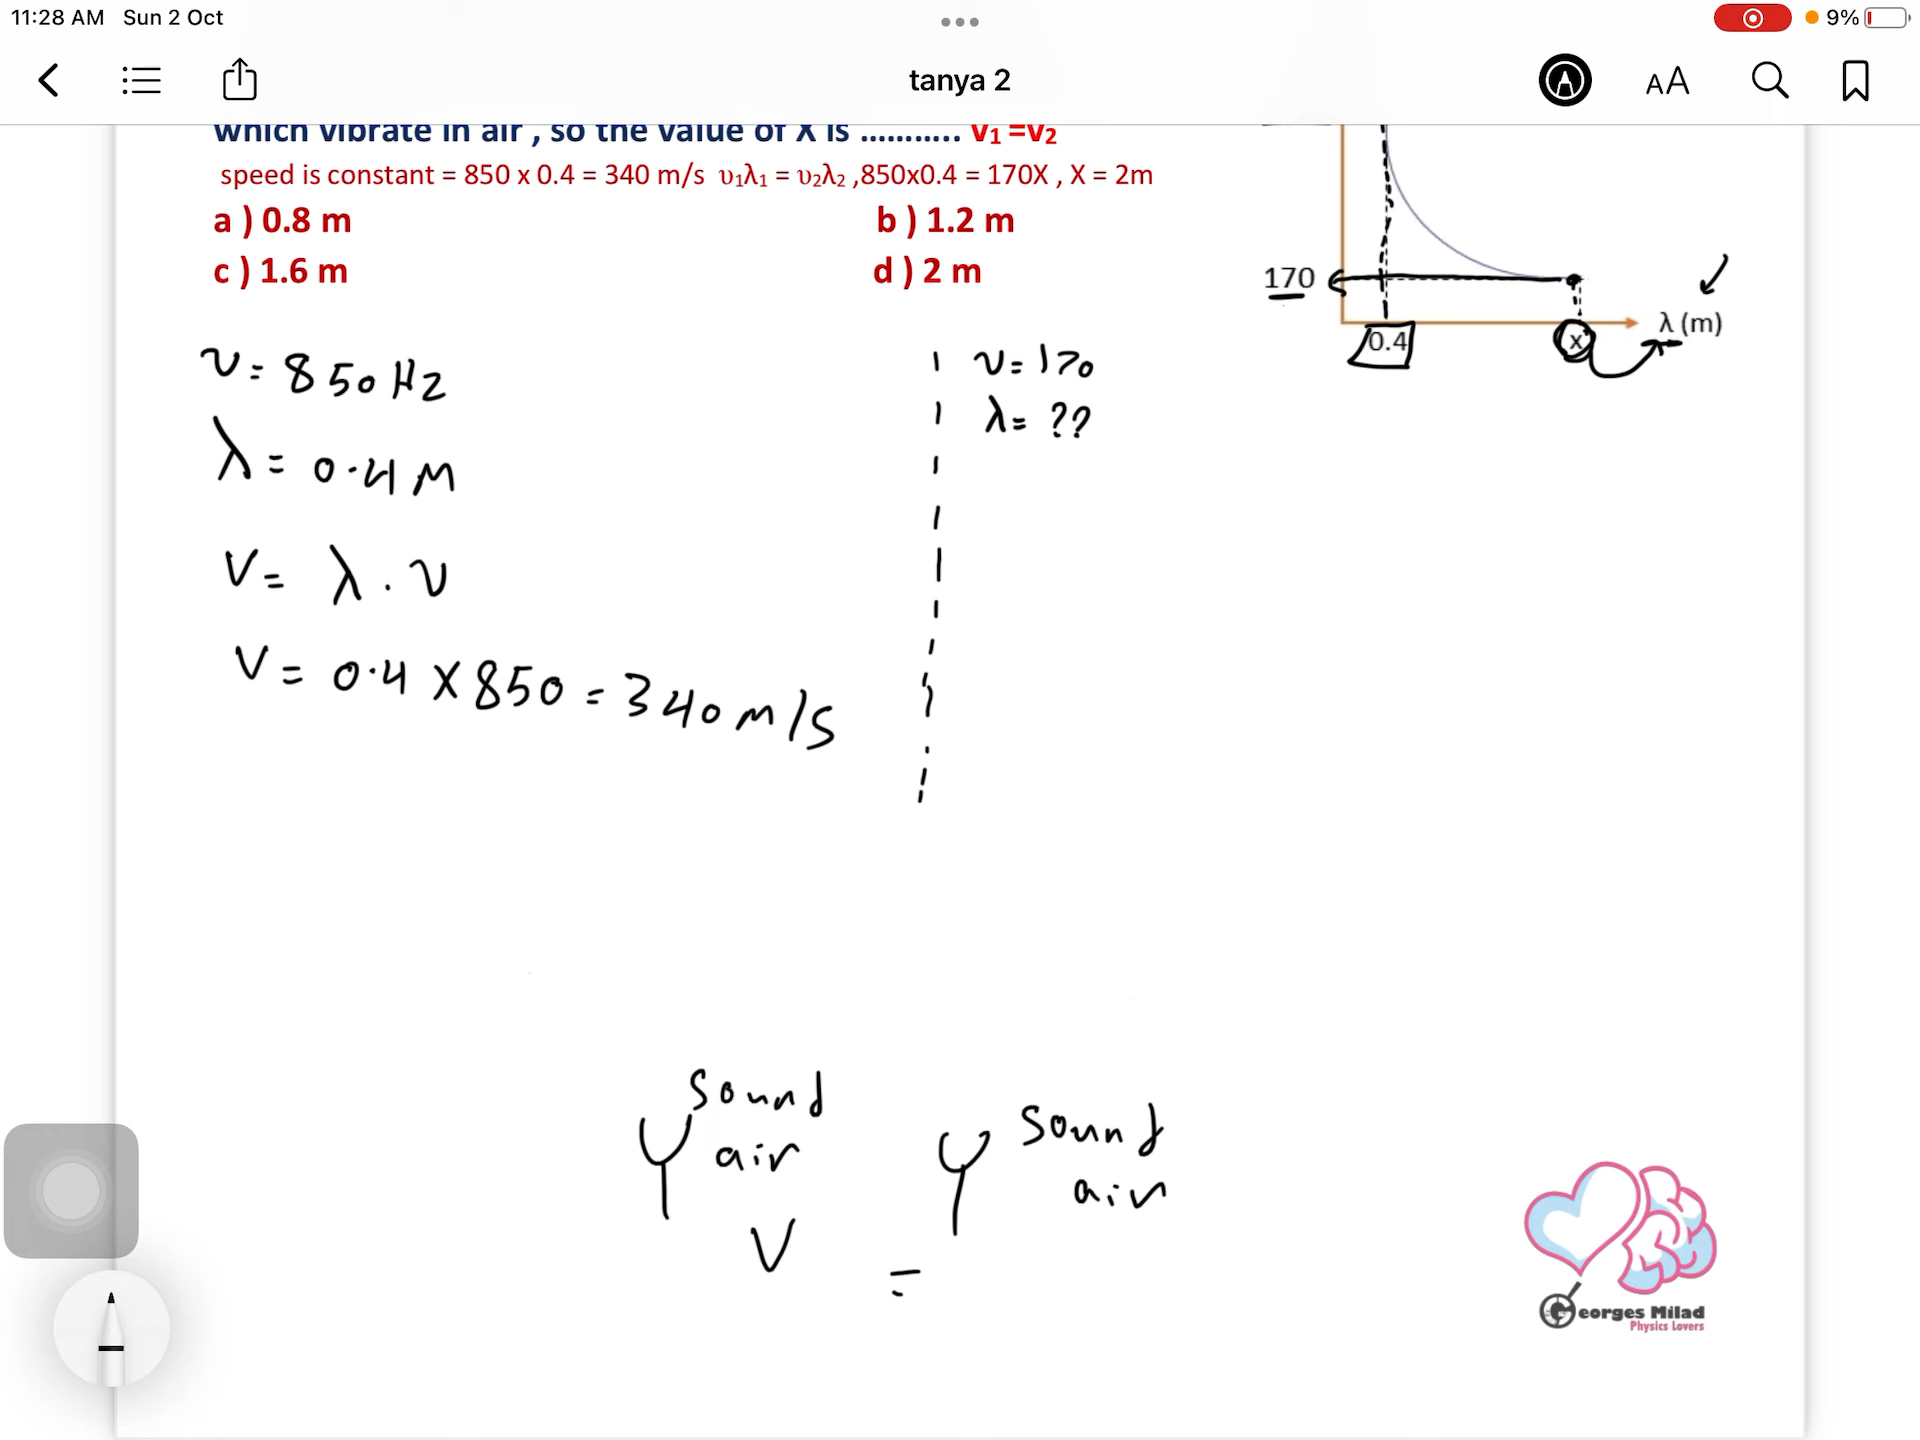 11:28 AM Sun 2 Oct
9%
tanya 2
AA
which vibrate in air , so the value of X is ........... V₁ =V₂
speed is constant = 850 x 0.4 = 340 m/s υ₁λ₁ = υ₂λ₂ ,850x0.4 = 170X , X = 2m
a ) 0.8 m b ) 1.2 m
c ) 1.6 m d ) 2 m
170
λ (m)
0.4 x
ν = 850 Hz
λ = 0.4 M
V = λ . ν
V = 0.4 X 850 = 340 m/s
ν = 170
λ = ??
Sound
air
V =
Sound
air
Georges Milad
Physics Lovers